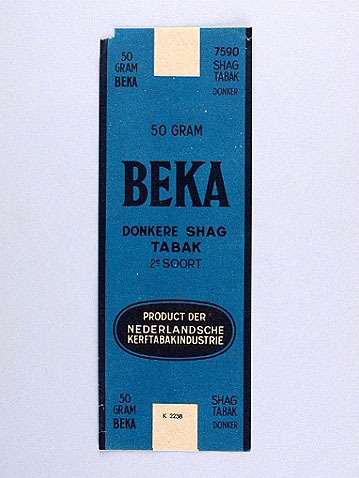 50
GRAM
BEKA
7590
SHAG
TABAK
DONKER
50 GRAM
BEKA
DONKERE SHAG
TABAK
2e SOORT
PRODUCT DER
NEDERLANDSCHE
KERFTABAKINDUSTRIE
50
GRAM
BEKA
K 2238
SHAG
TABAK
DONKER